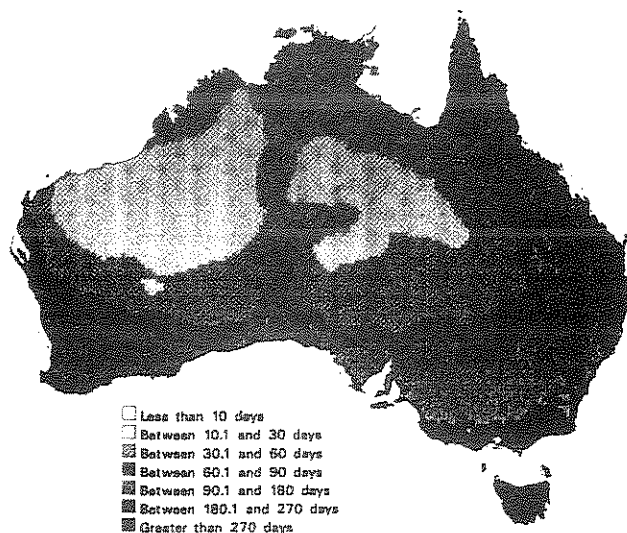 Less than 10 days
Between 10.1 and 30 days
Between 30.1 and 60 days
Between 60.1 and 90 days
Between 90.1 and 180 days
Between 180.1 and 270 days
Greater than 270 days